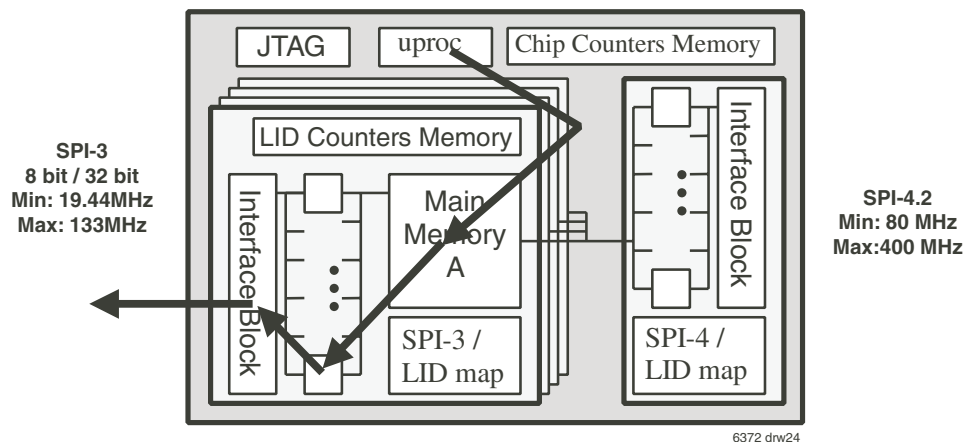 JTAG
uproc
Chip Counters Memory
LID Counters Memory
SPI-3
8 bit / 32 bit
Min: 19.44MHz
Max: 133MHz
Interface Block
Main
Memory
A
SPI-3 /
LID map
Interface Block
SPI-4 /
LID map
SPI-4.2
Min: 80 MHz
Max:400 MHz
6372 drw24